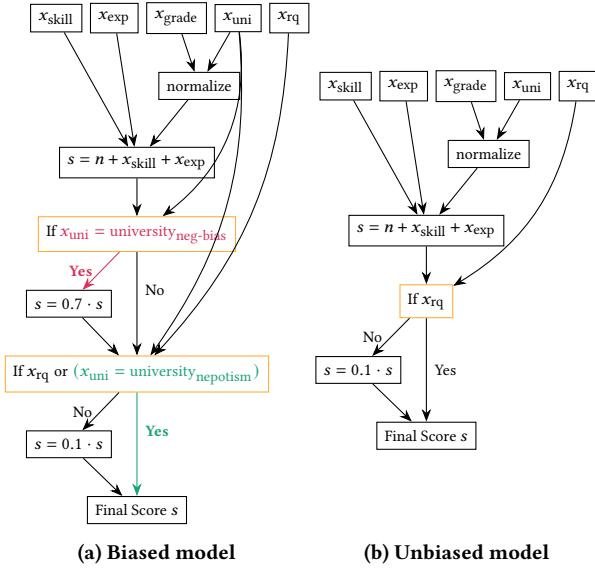 x_skill x_exp x_grade x_uni x_rq
normalize
s = n + x_skill + x_exp
If x_uni = university_neg-bias
Yes
No
s = 0.7 · s
If x_rq or (x_uni = university_nepotism)
No
Yes
s = 0.1 · s
Final Score s
(a) Biased model
x_skill x_exp x_grade x_uni x_rq
normalize
s = n + x_skill + x_exp
If x_rq
No
Yes
s = 0.1 · s
Final Score s
(b) Unbiased model